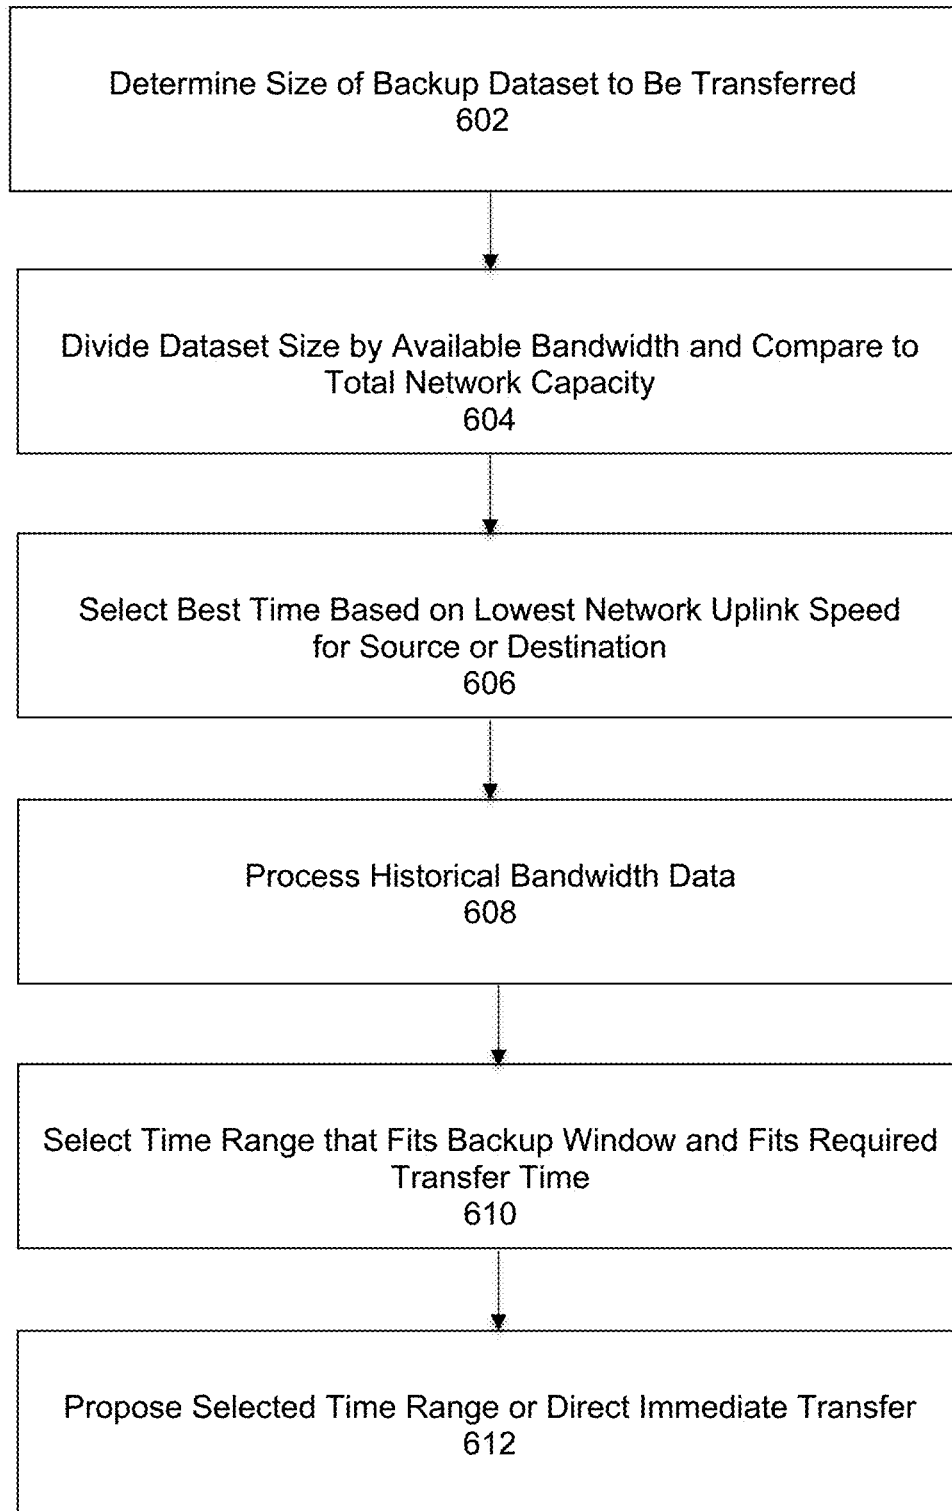 Determine Size of Backup Dataset to Be Transferred
602
Divide Dataset Size by Available Bandwidth and Compare to
Total Network Capacity
604
Select Best Time Based on Lowest Network Uplink Speed
for Source or Destination
606
Process Historical Bandwidth Data
608
Select Time Range that Fits Backup Window and Fits Required
Transfer Time
610
Propose Selected Time Range or Direct Immediate Transfer
612